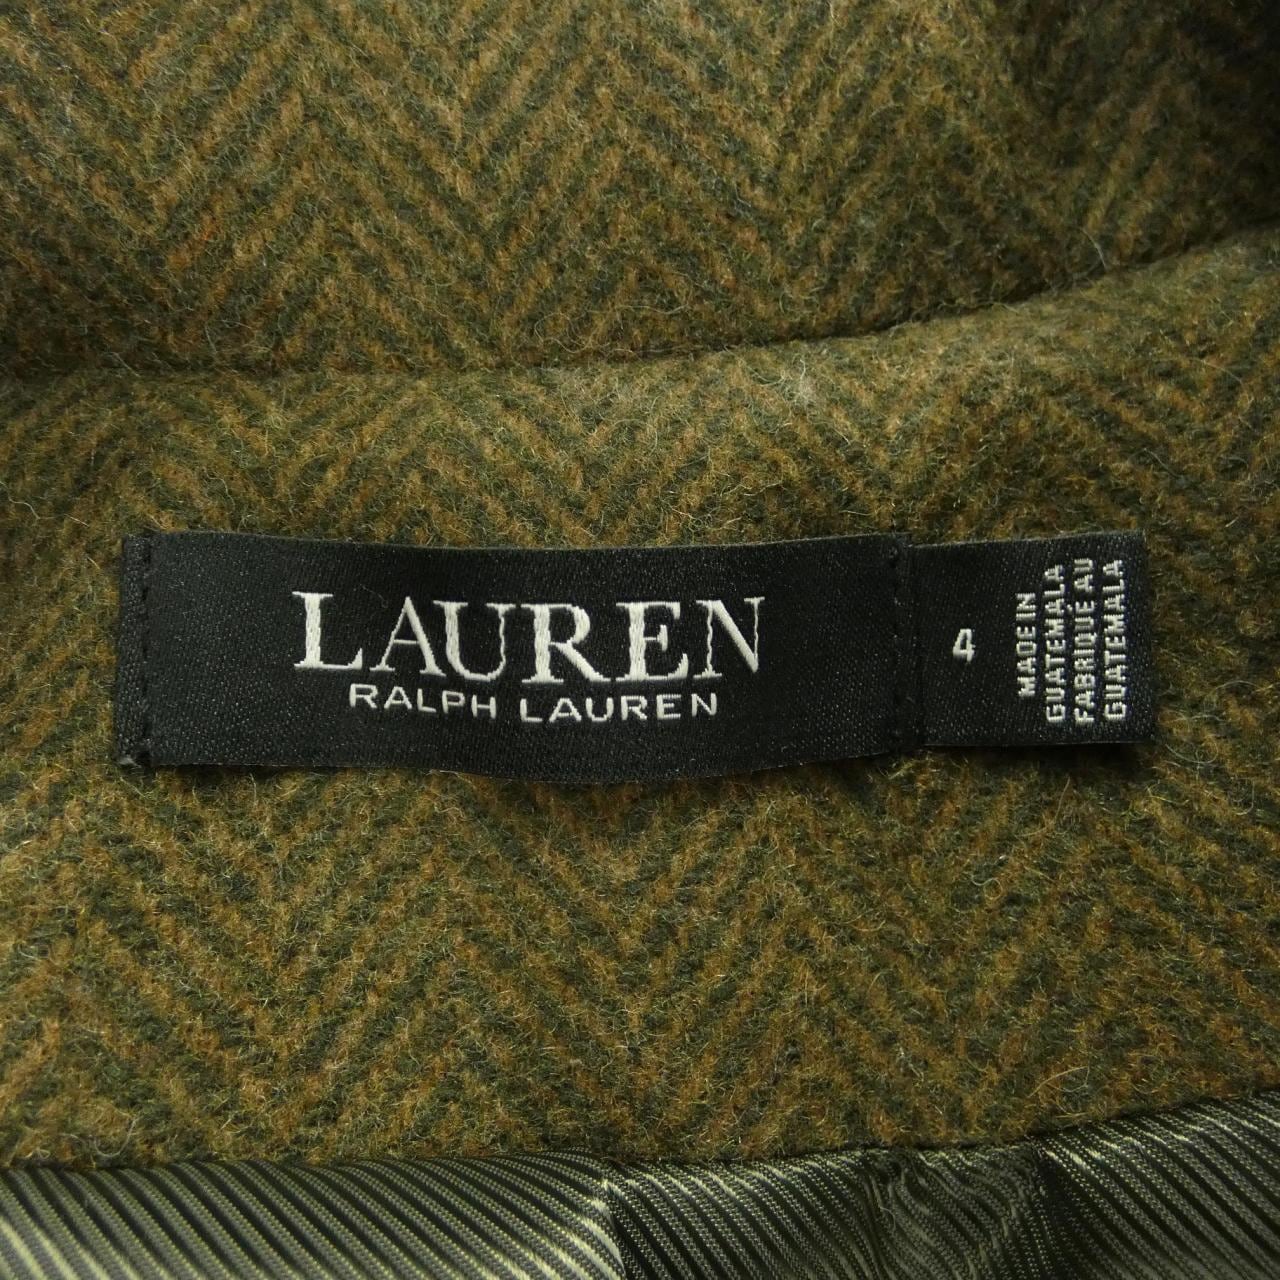 LAUREN
RALPH LAUREN
4
MADE IN
GUATEMALA
FABRIQUÉ AU
GUATEMALA